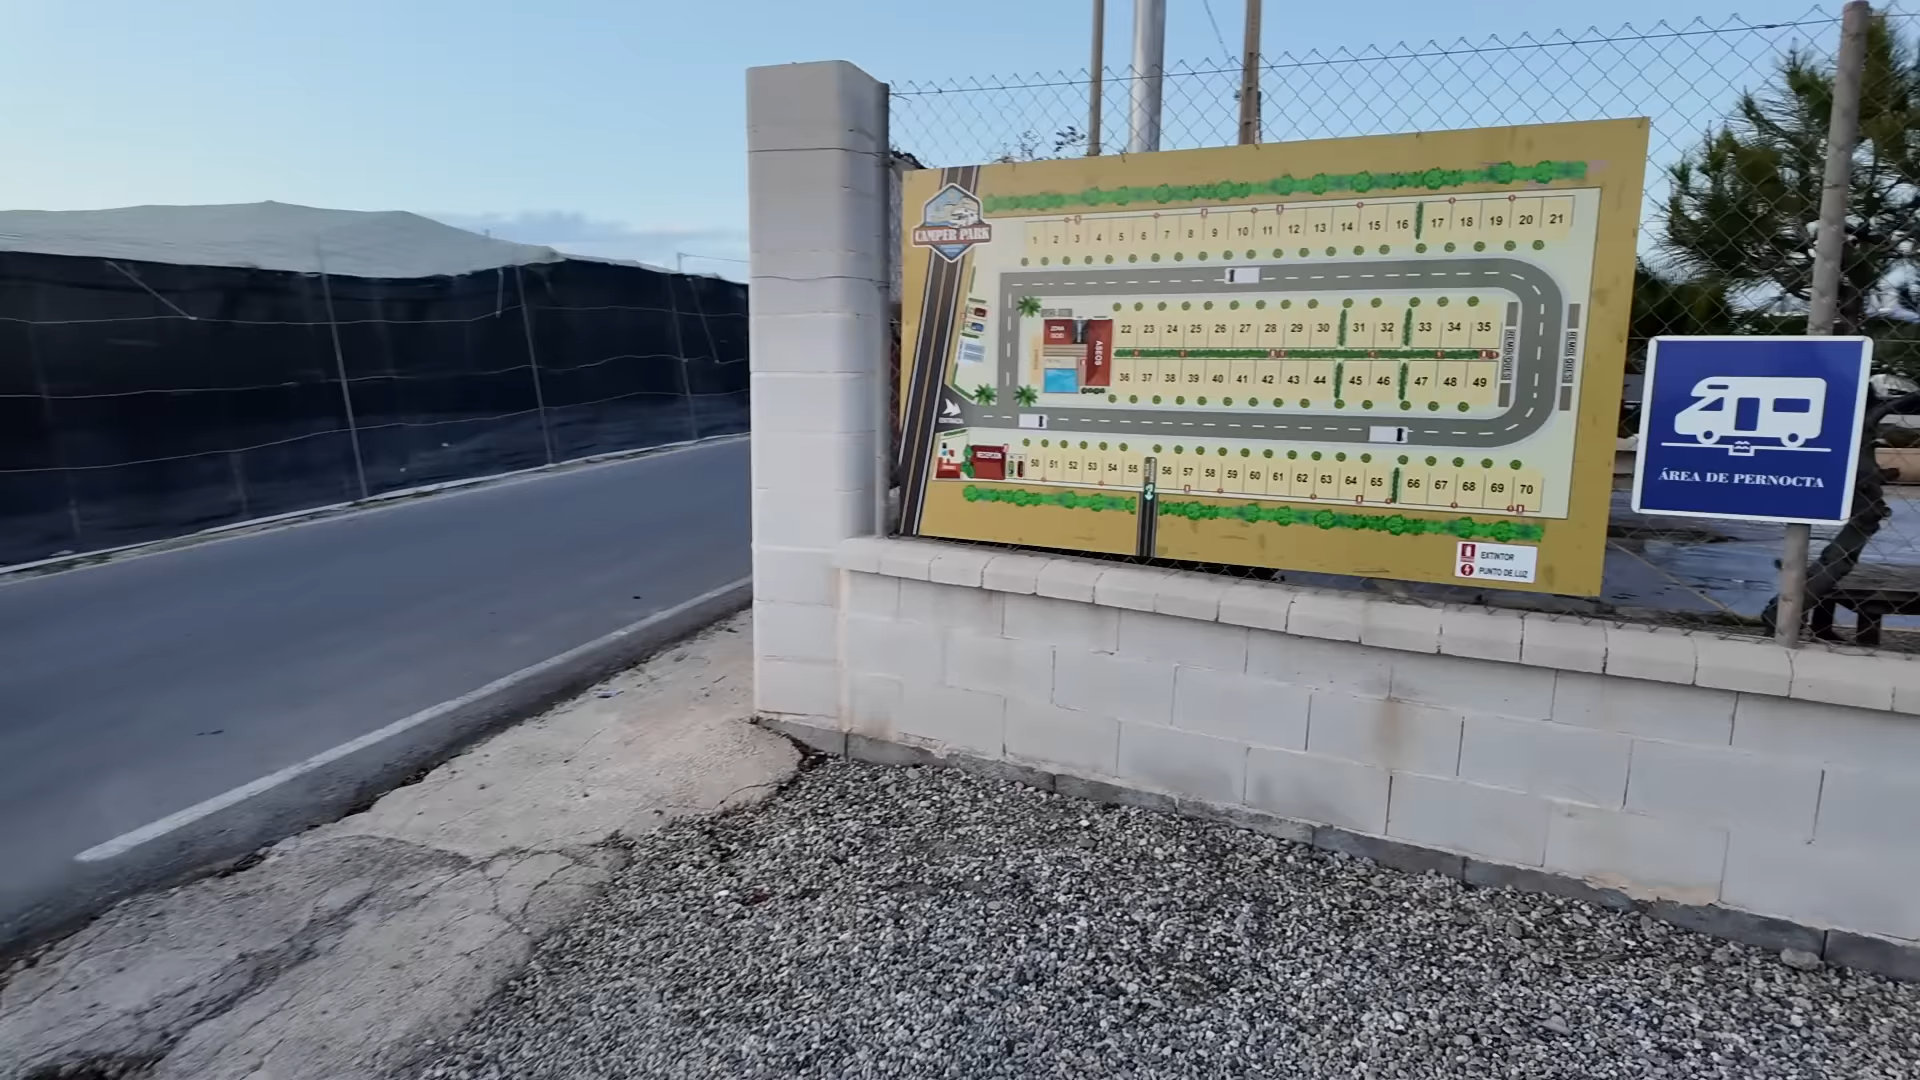 CAMPER PARK
1 2 3 4 5 6 7 8 9 10 11 12 13 14 15 16 17 18 19 20 21
22 23 24 25 26 27 28 29 30 31 32 33 34 35
ZONA
ASEOS
REMOLQUES
REMOLQUES
36 37 38 39 40 41 42 43 44 45 46 47 48 49
ENTRADA
50 51 52 53 54 55 56 57 58 59 60 61 62 63 64 65 66 67 68 69 70
EXTINTOR
PUNTO DE LUZ
ÁREA DE PERNOCTA